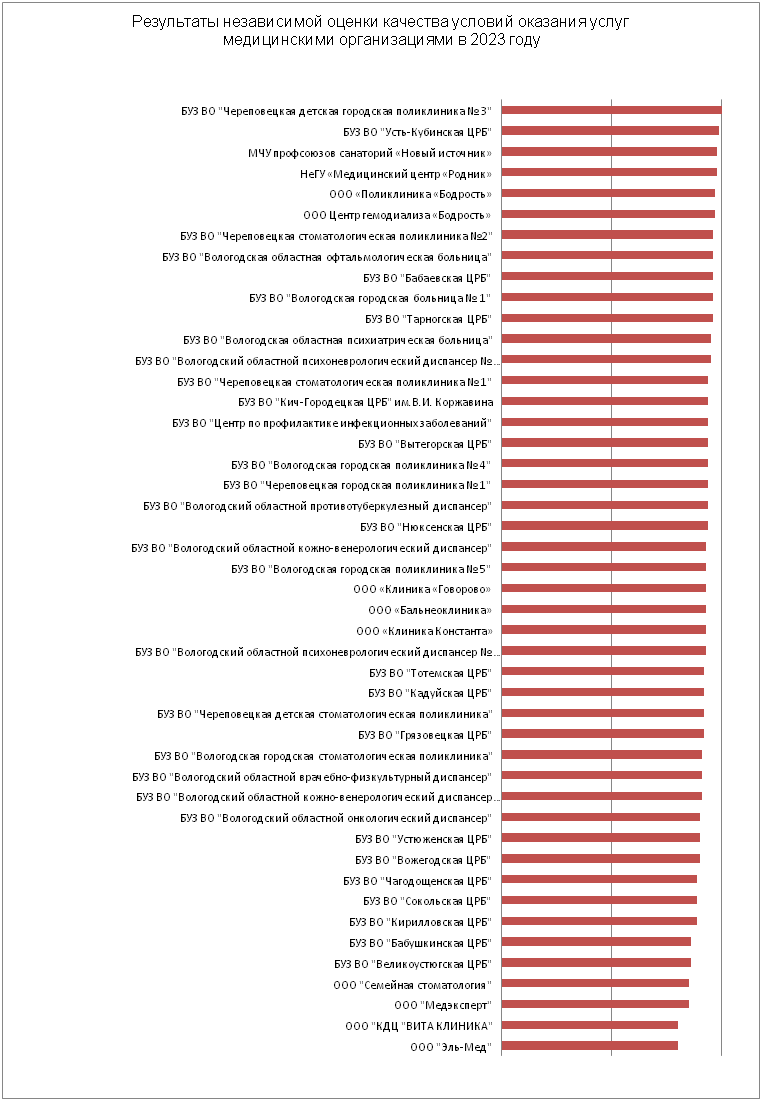 Результаты независимой оценки качества условий оказания услуг
медицинскими организациями в 2023 году
БУЗ ВО "Череповецкая детская городская поликлиника №3"
БУЗ ВО "Усть-Кубинская ЦРБ"
МЧУ профсоюзов санаторий «Новый источник»
НеГУ «Медицинский центр «Родник»
ООО «Поликлиника «Бодрость»
ООО Центр гемодиализа «Бодрость»
БУЗ ВО "Череповецкая стоматологическая поликлиника №2"
БУЗ ВО "Вологодская областная офтальмологическая больница"
БУЗ ВО "Бабаевская ЦРБ"
БУЗ ВО "Вологодская городская больница №1"
БУЗ ВО "Тарногская ЦРБ"
БУЗ ВО "Вологодская областная психиатрическая больница"
БУЗ ВО "Вологодский областной психоневрологический диспансер №...
БУЗ ВО "Череповецкая стоматологическая поликлиника №1"
БУЗ ВО "Кич-Городецкая ЦРБ" им.В.И. Коржавина
БУЗ ВО "Центр по профилактике инфекционных заболеваний"
БУЗ ВО "Вытегорская ЦРБ"
БУЗ ВО "Вологодская городская поликлиника №4"
БУЗ ВО "Череповецкая городская поликлиника №1"
БУЗ ВО "Вологодский областной противотуберкулезный диспансер"
БУЗ ВО "Нюксенская ЦРБ"
БУЗ ВО "Вологодский областной кожно-венерологический диспансер"
БУЗ ВО "Вологодская городская поликлиника №5"
ООО «Клиника «Говорово»
ООО «Бальнеоклиника»
ООО «Клиника Константа»
БУЗ ВО "Вологодский областной психоневрологический диспансер №...
БУЗ ВО "Тотемская ЦРБ"
БУЗ ВО "Кадуйская ЦРБ"
БУЗ ВО "Череповецкая детская стоматологическая поликлиника"
БУЗ ВО "Грязовецкая ЦРБ"
БУЗ ВО "Вологодская городская стоматологическая поликлиника"
БУЗ ВО "Вологодский областной врачебно-физкультурный диспансер"
БУЗ ВО "Вологодский областной кожно-венерологический диспансер...
БУЗ ВО "Вологодский областной онкологический диспансер"
БУЗ ВО "Устюженская ЦРБ"
БУЗ ВО "Вожегодская ЦРБ"
БУЗ ВО "Чагодощенская ЦРБ"
БУЗ ВО "Сокольская ЦРБ"
БУЗ ВО "Кирилловская ЦРБ"
БУЗ ВО "Бабушкинская ЦРБ"
БУЗ ВО "Великоустюгская ЦРБ"
ООО "Семейная стоматология"
ООО "Медэксперт"
ООО "КДЦ "ВИТА КЛИНИКА"
ООО "Эль-Мед"